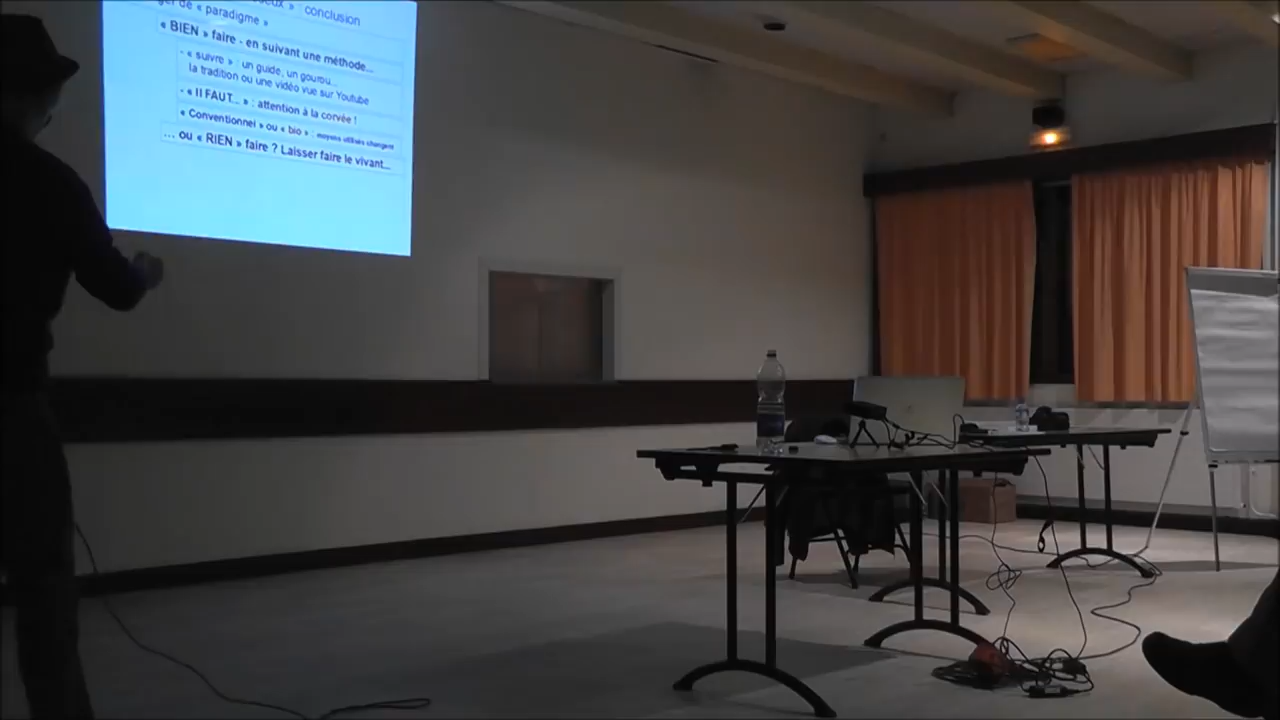 » : conclusion
de « paradigme »
« BIEN » faire - en suivant une méthode...
- « suivre » : un guide, un gourou...
la tradition ou une vidéo vue sur Youtube
- « Il FAUT... » : attention à la corvée !
« Conventionnel » ou « bio » : moyens utilisés changent
... ou « RIEN » faire ? Laisser faire le vivant...